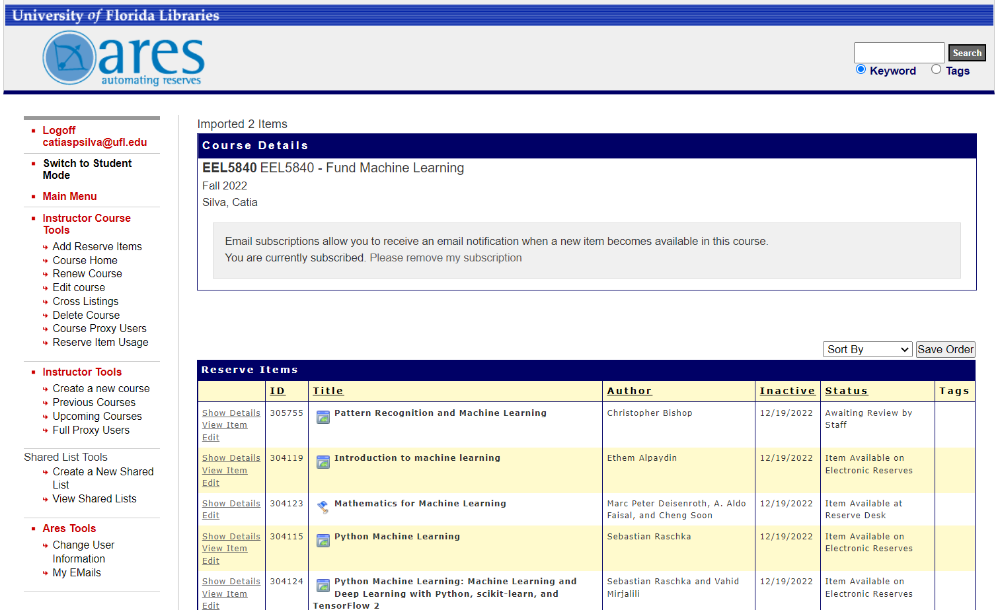 University of Florida Libraries
ares
automating reserves
Search
Keyword
Tags
Logoff
catiaspsilva@ufl.edu
Switch to Student
Mode
Main Menu
Instructor Course
Tools
Add Reserve Items
Course Home
Renew Course
Edit course
Cross Listings
Delete Course
Course Proxy Users
Reserve Item Usage
Instructor Tools
Create a new course
Previous Courses
Upcoming Courses
Full Proxy Users
Shared List Tools
Create a New Shared
List
View Shared Lists
Ares Tools
Change User
Information
My EMails
Imported 2 Items
Course Details
EEL5840 EEL5840 - Fund Machine Learning
Fall 2022
Silva, Catia
Email subscriptions allow you to receive an email notification when a new item becomes available in this course.
You are currently subscribed. Please remove my subscription
Sort By
Save Order
Reserve Items
ID Title Author Inactive Status Tags
Show Details 305755 Pattern Recognition and Machine Learning Christopher Bishop 12/19/2022 Awaiting Review by
View Item Staff
Edit
Show Details 304119 Introduction to machine learning Ethem Alpaydin 12/19/2022 Item Available on
View Item Electronic Reserves
Edit
Show Details 304123 Mathematics for Machine Learning Marc Peter Deisenroth, A. Aldo 12/19/2022 Item Available at
Edit Faisal, and Cheng Soon Reserve Desk
Show Details 304115 Python Machine Learning Sebastian Raschka 12/19/2022 Item Available on
View Item Electronic Reserves
Edit
Show Details 304124 Python Machine Learning: Machine Learning and Sebastian Raschka and Vahid 12/19/2022 Item Available on
View Item Deep Learning with Python, scikit-learn, and Mirjalili Electronic Reserves
Edit TensorFlow 2